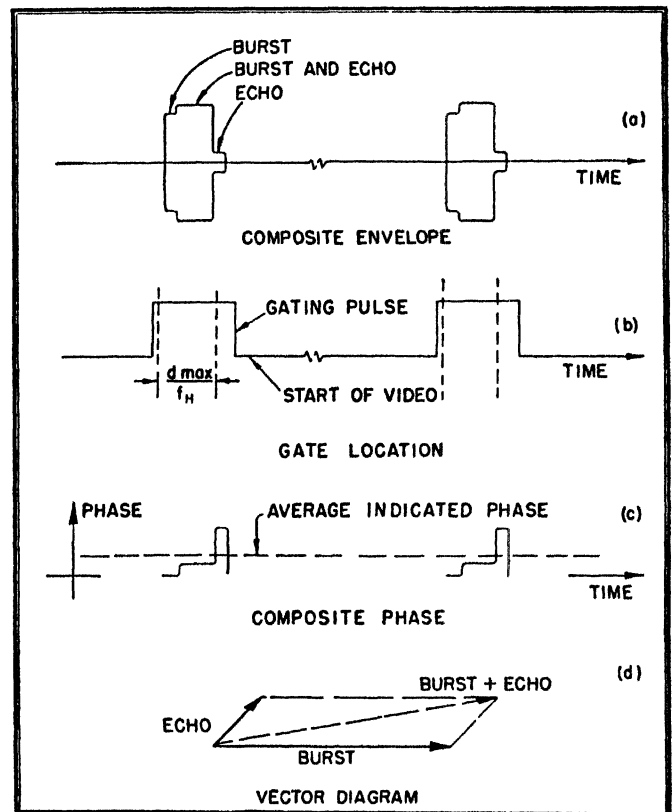 BURST
BURST AND ECHO
ECHO
(a)
TIME
COMPOSITE ENVELOPE
GATING PULSE
(b)
d max
f_H
TIME
START OF VIDEO
GATE LOCATION
PHASE
AVERAGE INDICATED PHASE
(c)
TIME
COMPOSITE PHASE
(d)
BURST + ECHO
ECHO
BURST
VECTOR DIAGRAM